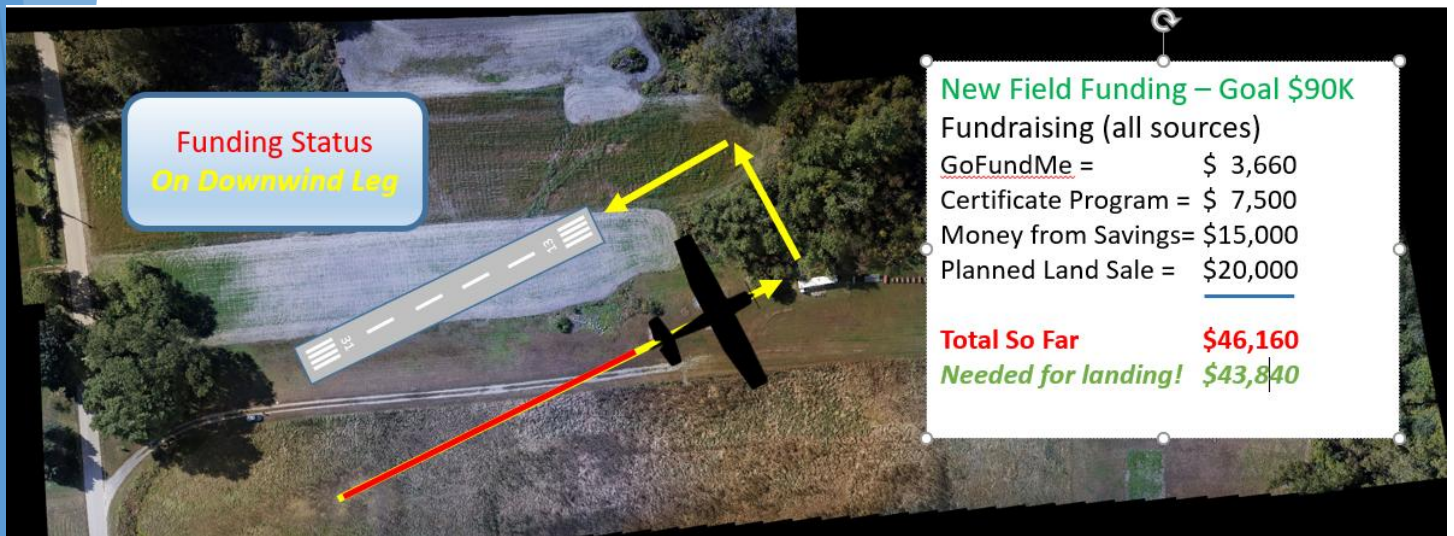 Funding Status
On Downwind Leg
13
31
New Field Funding – Goal $90K
Fundraising (all sources)
GoFundMe = $ 3,660
Certificate Program = $ 7,500
Money from Savings= $15,000
Planned Land Sale = $20,000
Total So Far $46,160
Needed for landing! $43,840